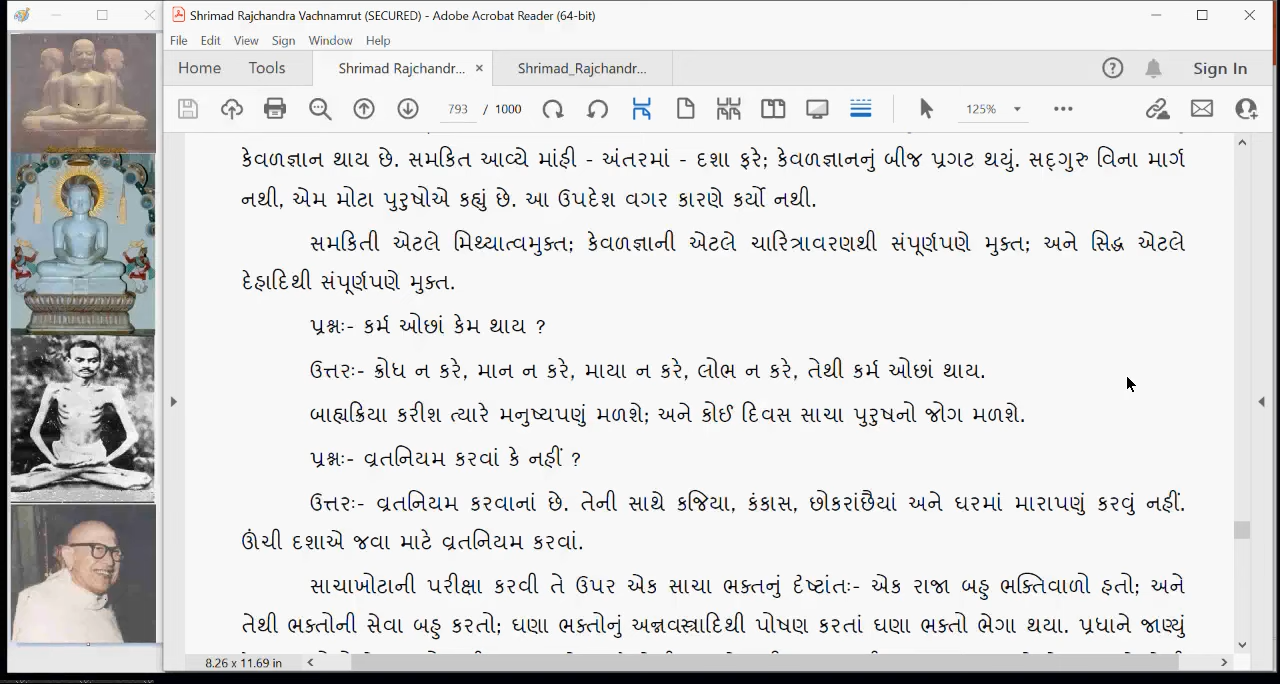 Shrimad Rajchandra Vachnamrut (SECURED) - Adobe Acrobat Reader (64-bit)
File Edit View Sign Window Help
Home Tools Shrimad Rajchandr... × Shrimad_Rajchandr... Sign In
793 / 1000 125%
કેવળજ્ઞાન થાય છે. સમકિત આવ્યે માંહી - અંતરમાં - દશા ફરે; કેવળજ્ઞાનનું બીજ પ્રગટ થયું. સદ્ગુરુ વિના માર્ગ
નથી, એમ મોટા પુરુષોએ કહ્યું છે. આ ઉપદેશ વગર કારણે કર્યો નથી.
સમકિતી એટલે મિથ્યાત્વમુક્ત; કેવળજ્ઞાની એટલે ચારિત્રાવરણથી સંપૂર્ણપણે મુક્ત; અને સિદ્ધ એટલે
દેહાદિથી સંપૂર્ણપણે મુક્ત.
પ્રશ્નઃ- કર્મ ઓછાં કેમ થાય ?
ઉત્તરઃ- ક્રોધ ન કરે, માન ન કરે, માયા ન કરે, લોભ ન કરે, તેથી કર્મ ઓછાં થાય.
બાહ્યક્રિયા કરીશ ત્યારે મનુષ્યપણું મળશે; અને કોઈ દિવસ સાચા પુરુષનો જોગ મળશે.
પ્રશ્નઃ- વ્રતનિયમ કરવાં કે નહીં ?
ઉત્તરઃ- વ્રતનિયમ કરવાનાં છે. તેની સાથે કજિયા, કંકાસ, છોકરાંછૈયાં અને ઘરમાં મારાપણું કરવું નહીં.
ઊંચી દશાએ જવા માટે વ્રતનિયમ કરવાં.
સાચાખોટાની પરીક્ષા કરવી તે ઉપર એક સાચા ભક્તનું દૃષ્ટાંતઃ- એક રાજા બહુ ભક્તિવાળો હતો; અને
તેથી ભક્તોની સેવા બહુ કરતો; ઘણા ભક્તોનું અન્નવસ્ત્રાદિથી પોષણ કરતાં ઘણા ભક્તો ભેગા થયા. પ્રધાને જાણ્યું
8.26 x 11.69 in